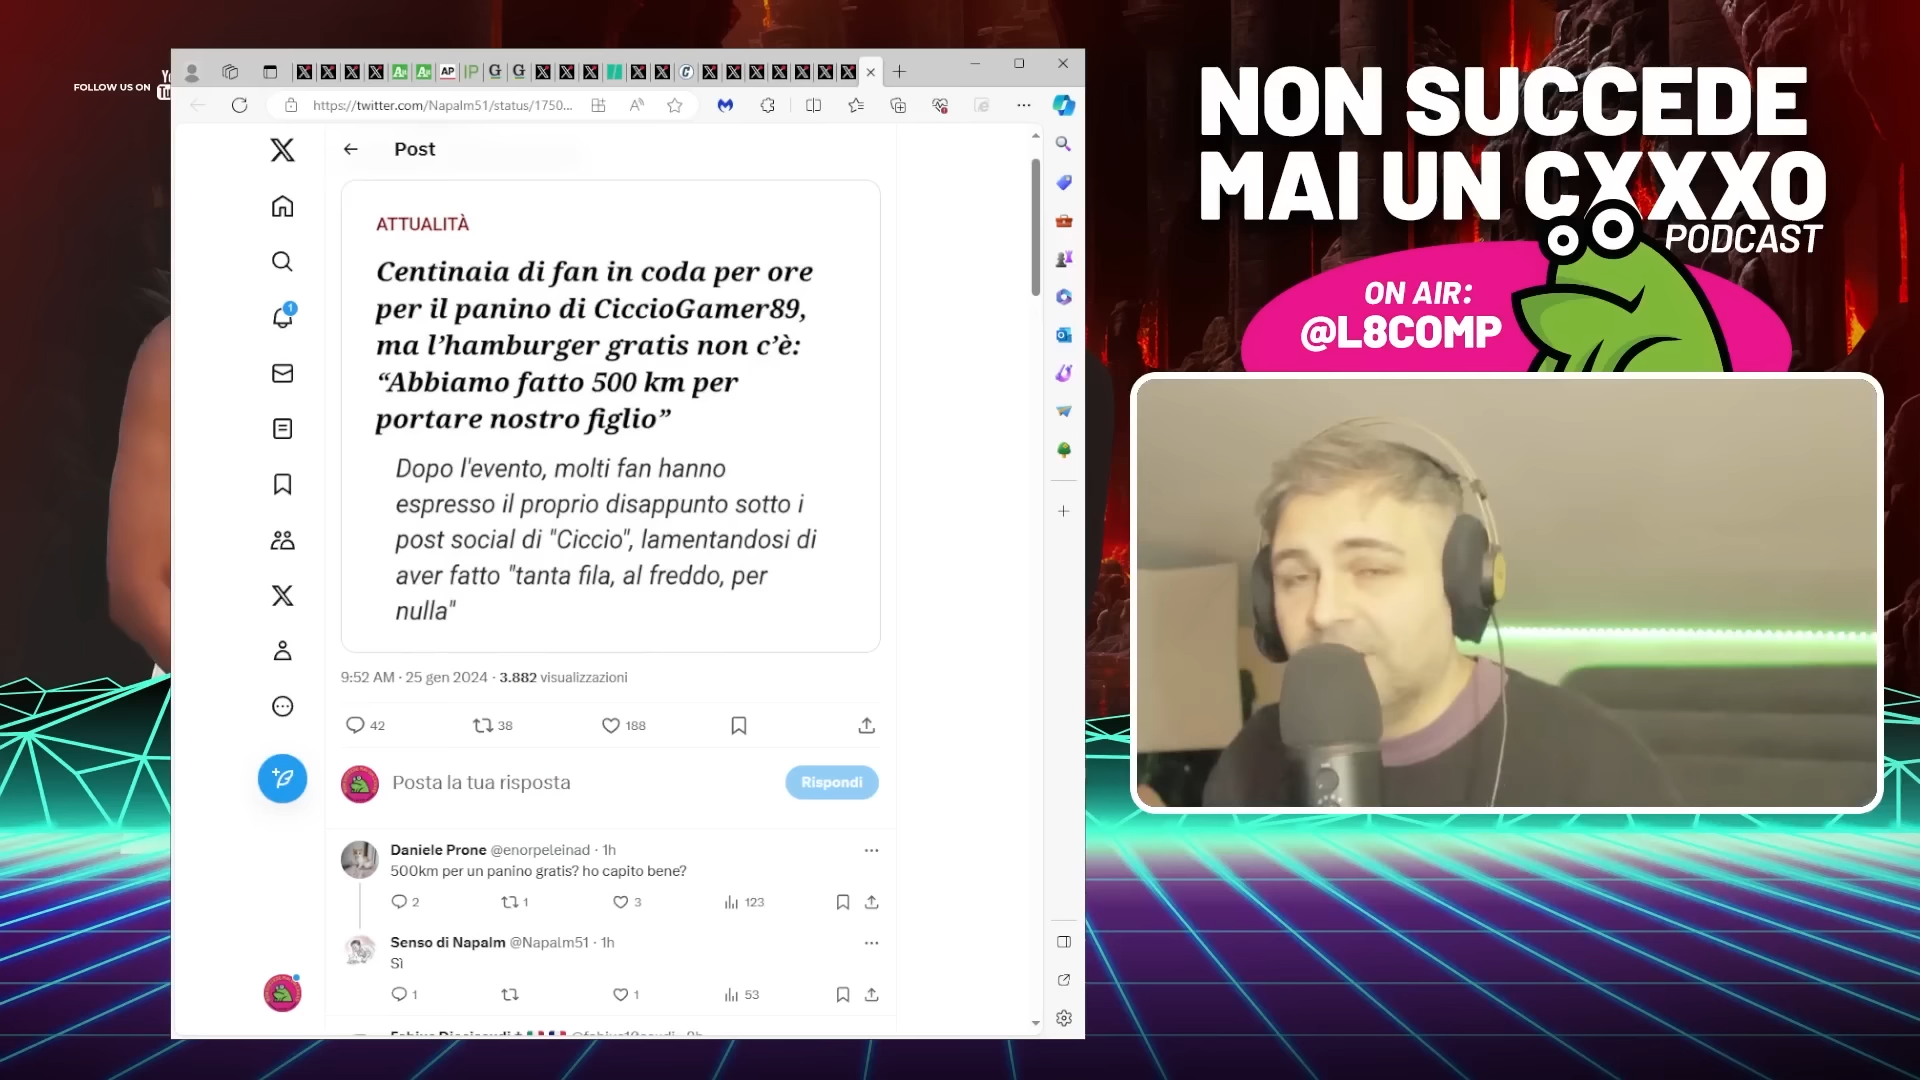 FOLLOW US ON
https://twitter.com/Napalm51/status/1750...
Post
ATTUALITÀ
Centinaia di fan in coda per ore
per il panino di CiccioGamer89,
ma l’hamburger gratis non c’è:
“Abbiamo fatto 500 km per
portare nostro figlio”
Dopo l'evento, molti fan hanno
espresso il proprio disappunto sotto i
post social di "Ciccio", lamentandosi di
aver fatto "tanta fila, al freddo, per
nulla"
9:52 AM · 25 gen 2024 · 3.882 visualizzazioni
42 38 188
Posta la tua risposta
Rispondi
Daniele Prone @enorpeleinad · 1h
500km per un panino gratis? ho capito bene?
2 1 3 123
Senso di Napalm @Napalm51 · 1h
Sì
1 1 53
NON SUCCEDE
MAI UN CXXXO
PODCAST
ON AIR:
@L8COMP